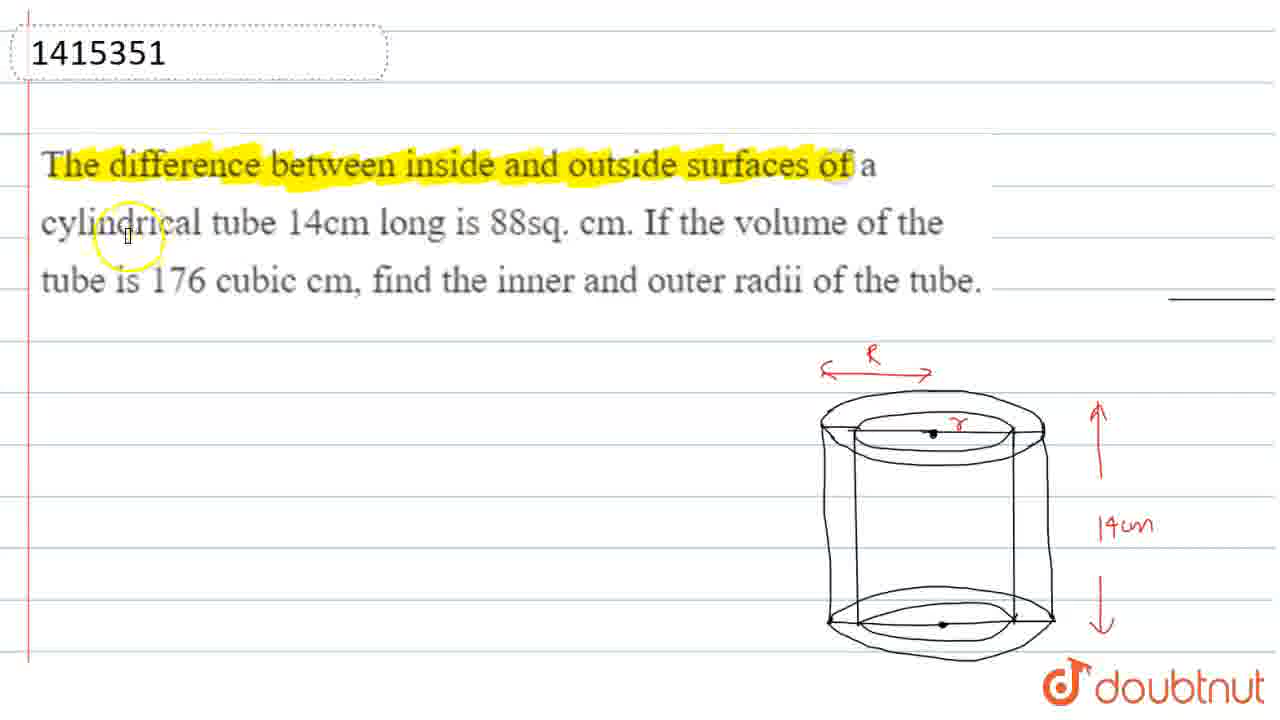 1415351
The difference between inside and outside surfaces of a
cylindrical tube 14cm long is 88sq. cm. If the volume of the
tube is 176 cubic cm, find the inner and outer radii of the tube.
R
r
14cm
doubtnut